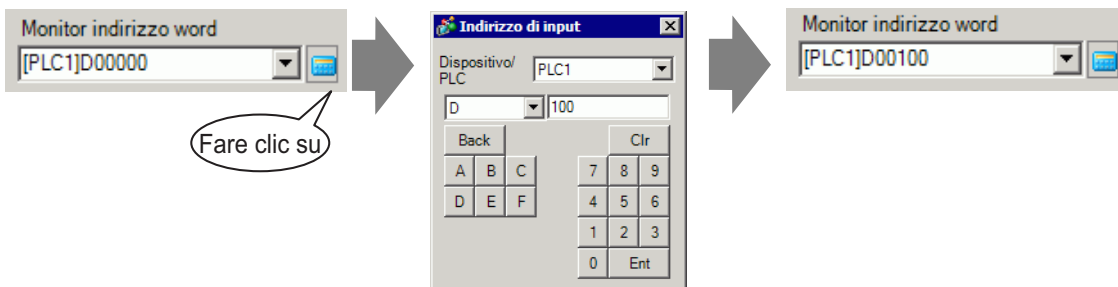 Monitor indirizzo word
[PLC1]D00000
Fare clic su
Indirizzo di input
Dispositivo/
PLC
PLC1
D
100
Back
Clr
A B C 7 8 9
D E F 4 5 6
1 2 3
0 Ent
Monitor indirizzo word
[PLC1]D00100